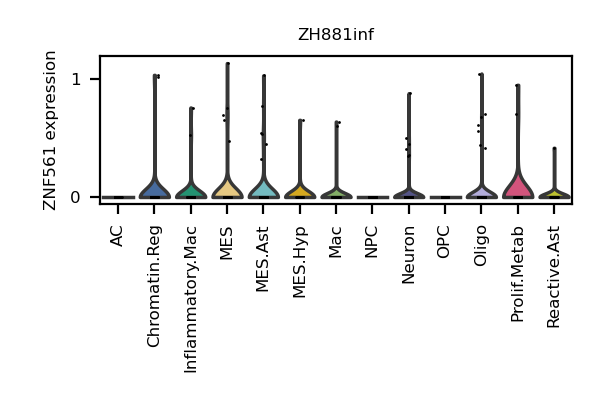 ZH881inf
ZNF561 expression
1
0
AC
Chromatin.Reg
Inflammatory.Mac
MES
MES.Ast
MES.Hyp
Mac
NPC
Neuron
OPC
Oligo
Prolif.Metab
Reactive.Ast